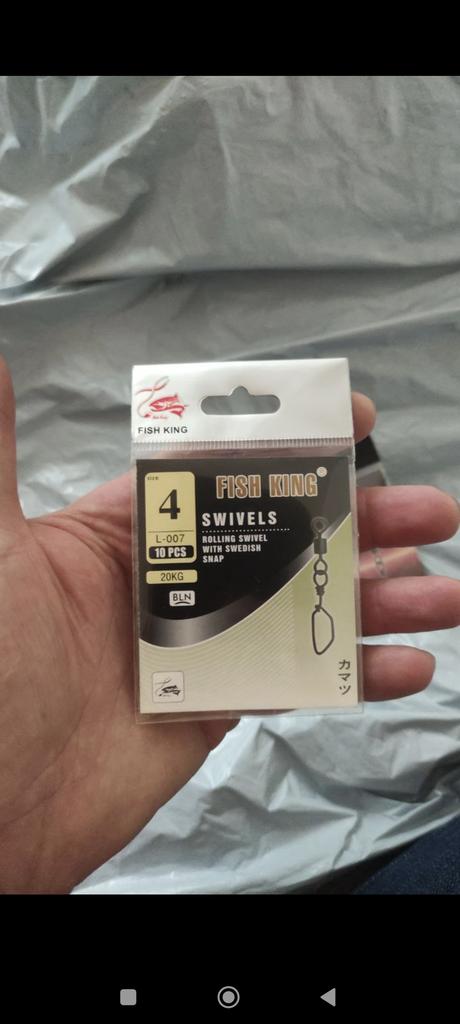 FISH KING
SIZE
4
L-007
10 PCS
20KG
BLN
FISH KING®
SWIVELS
ROLLING SWIVEL
WITH SWEDISH
SNAP
カマツ